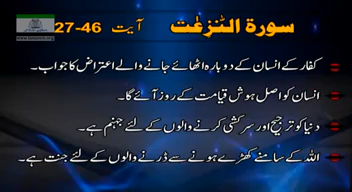 سورة النّٰزعٰت آیت 27-46
کفار کے انسان کے دوبارہ اٹھائے جانے والے اعتراض کا جواب۔
انسان کو اصل ہوش قیامت کے روز آئے گا۔
دنیا کو ترجیح اور سرکشی کرنے والوں کے لئے جہنم ہے۔
اللہ کے سامنے کھڑے ہونے سے ڈرنے والوں کے لئے جنت ہے۔